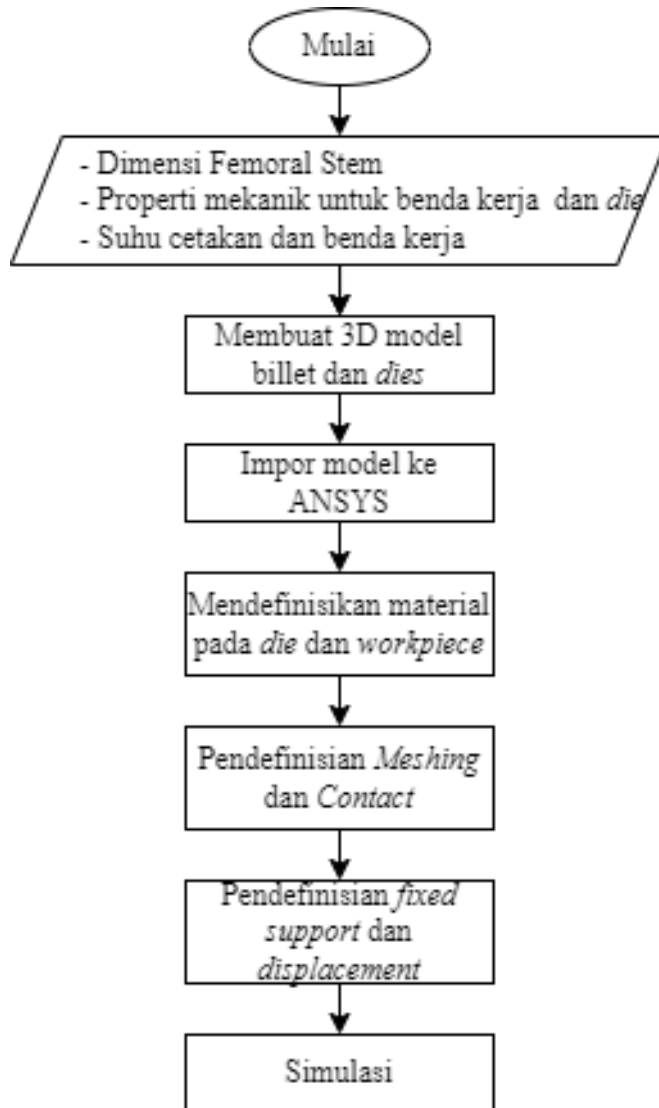 Mulai
- Dimensi Femoral Stem
- Properti mekanik untuk benda kerja dan die
- Suhu cetakan dan benda kerja
Membuat 3D model
billet dan dies
Impor model ke
ANSYS
Mendefinisikan material
pada die dan workpiece
Pendefinisian Meshing
dan Contact
Pendefinisian fixed
support dan
displacement
Simulasi